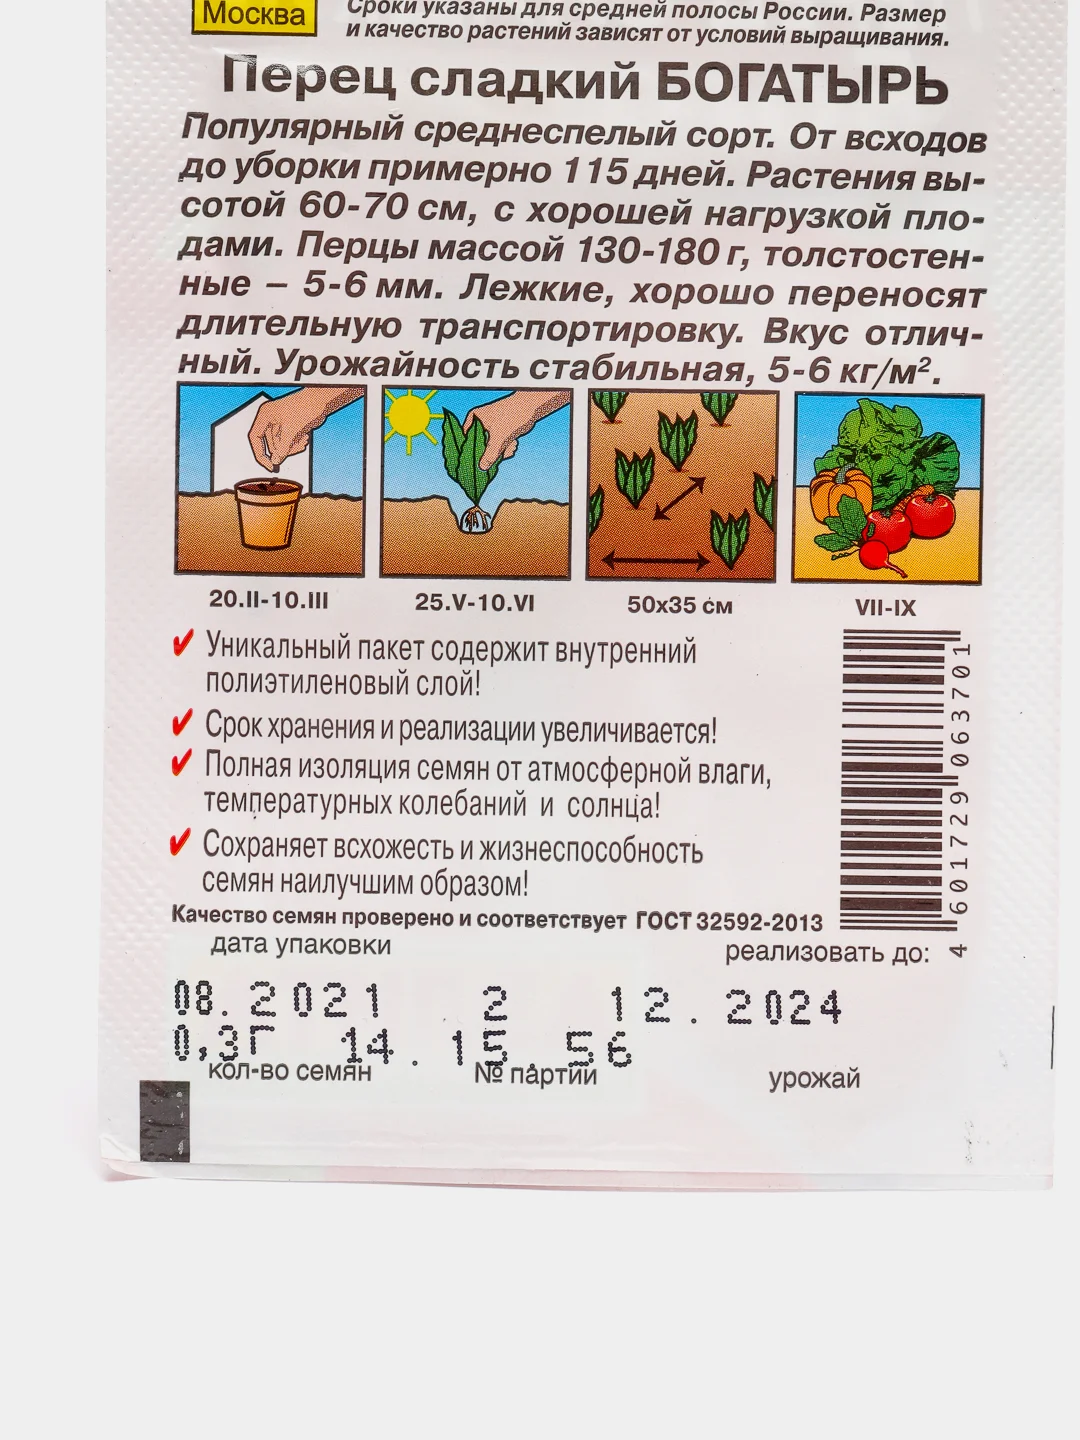 Москва
Сроки указаны для средней полосы России. Размер
и качество растений зависят от условий выращивания.
Перец сладкий БОГАТЫРЬ
Популярный среднеспелый сорт. От всходов
до уборки примерно 115 дней. Растения вы-
сотой 60-70 см, с хорошей нагрузкой пло-
дами. Перцы массой 130-180 г, толстостен-
ные – 5-6 мм. Лежкие, хорошо переносят
длительную транспортировку. Вкус отлич-
ный. Урожайность стабильная, 5-6 кг/м².
20.II-10.III
25.V-10.VI
50x35 см
VII-IX
Уникальный пакет содержит внутренний
полиэтиленовый слой!
Срок хранения и реализации увеличивается!
Полная изоляция семян от атмосферной влаги,
температурных колебаний и солнца!
Сохраняет всхожесть и жизнеспособность
семян наилучшим образом!
4 601729 063701
Качество семян проверено и соответствует ГОСТ 32592-2013
дата упаковки
реализовать до:
08.2021 2 12.2024
0,3Г 14.15 56
кол-во семян
№ партии
урожай